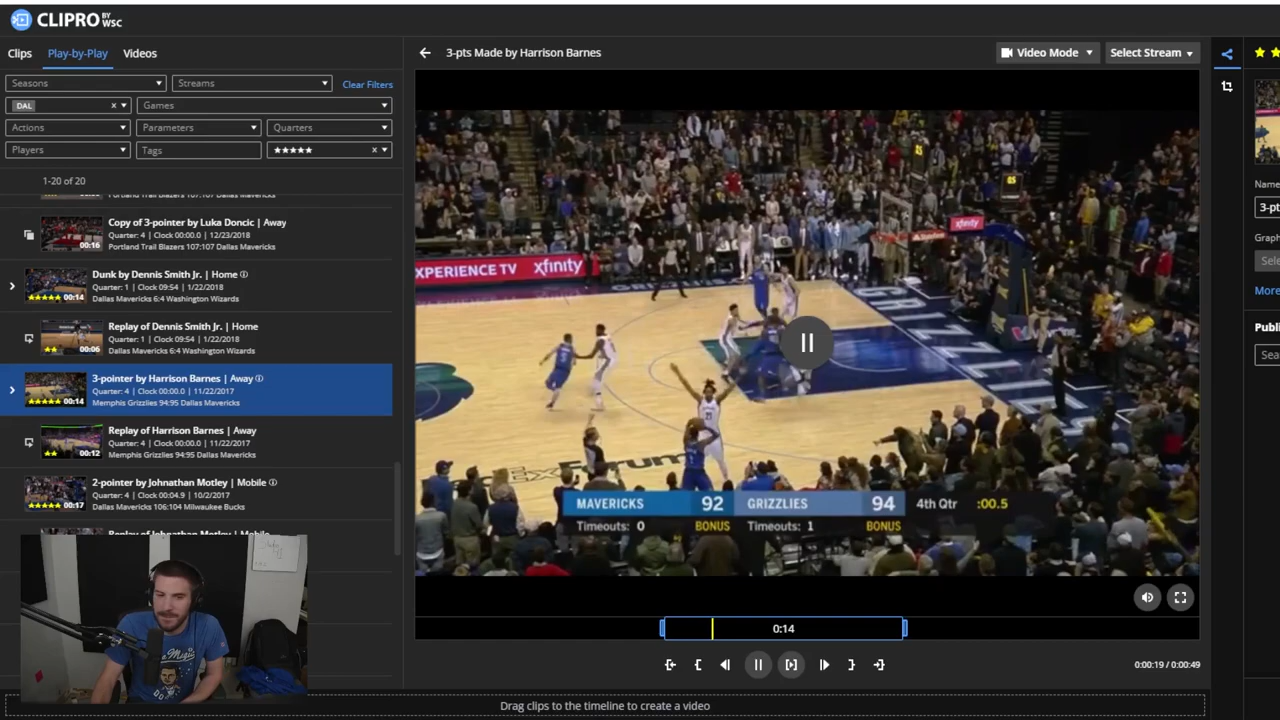 CLIPRO BY WSC
Clips Play-by-Play Videos
Seasons Streams Clear Filters
DAL Games
Actions Parameters Quarters
Players Tags ★★★★★
1-20 of 20
Portland Trail Blazers 107:107 Dallas Mavericks
Copy of 3-pointer by Luka Doncic | Away
Quarter: 4 | Clock 00:00.0 | 12/23/2018
00:16
Portland Trail Blazers 107:107 Dallas Mavericks
Dunk by Dennis Smith Jr. | Home
Quarter: 1 | Clock 09:54 | 1/22/2018
★★★★★ 00:14
Dallas Mavericks 6:4 Washington Wizards
Replay of Dennis Smith Jr. | Home
Quarter: 1 | Clock 09:54 | 1/22/2018
★★ 00:06
Dallas Mavericks 6:4 Washington Wizards
3-pointer by Harrison Barnes | Away
Quarter: 4 | Clock 00:00.0 | 11/22/2017
★★★★★ 00:14
Memphis Grizzlies 94:95 Dallas Mavericks
Replay of Harrison Barnes | Away
Quarter: 4 | Clock 00:00.0 | 11/22/2017
★★ 00:12
Memphis Grizzlies 94:95 Dallas Mavericks
2-pointer by Johnathan Motley | Mobile
Quarter: 4 | Clock 00:04.9 | 10/2/2017
★★★★★ 00:17
Dallas Mavericks 106:104 Milwaukee Bucks
Replay of Johnathan Motley | Mobile
3-pts Made by Harrison Barnes
Video Mode Select Stream
XPERIENCE TV xfinity
xfinity
GRIZZLIES
MAVERICKS 92 GRIZZLIES 94 4th Qtr :00.5
Timeouts: 0 BONUS Timeouts: 1 BONUS
0:14
0:00:19 / 0:00:49
Drag clips to the timeline to create a video
Name
3-pt
Graph
Sele
More
Publi
Sea